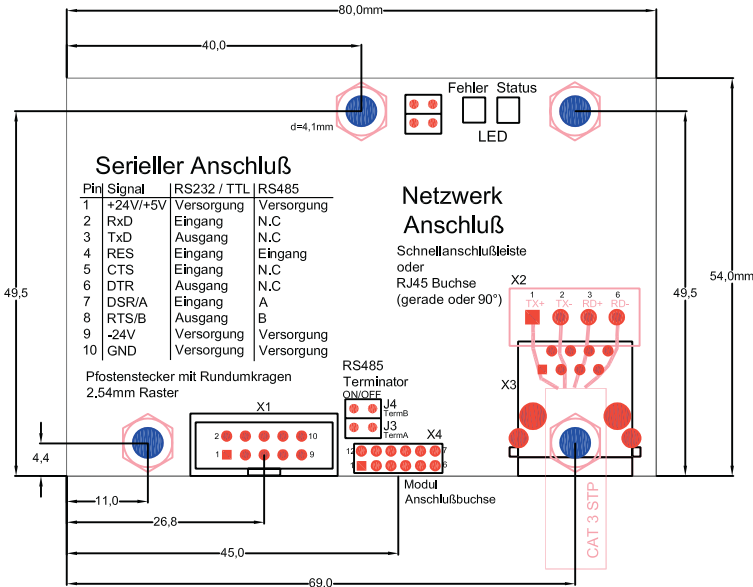 80,0mm
40,0
Fehler Status
LED
d=4,1mm
Serieller Anschluß
Pin Signal RS232 / TTL RS485
1 +24V/+5V Versorgung Versorgung
2 RxD Eingang N.C
3 TxD Ausgang N.C
4 RES Eingang Eingang
5 CTS Eingang N.C
6 DTR Ausgang N.C
7 DSR/A Eingang A
8 RTS/B Ausgang B
9 -24V Versorgung Versorgung
10 GND Versorgung Versorgung
Pfostenstecker mit Rundumkragen
2,54mm Raster
Netzwerk
Anschluß
Schnellanschlußleiste
oder
RJ45 Buchse
(gerade oder 90°)
X2
1 2 3 6
TX+ TX- RD+ RD-
X3
54,0mm
49,5
49,5
RS485
Terminator
ON/OFF
J4
TermB
J3
TermA
X1
2 10
1 9
X4
12 7
1 6
Modul
Anschlußbuchse
CAT 3 STP
4,4
11,0
26,8
45,0
69,0